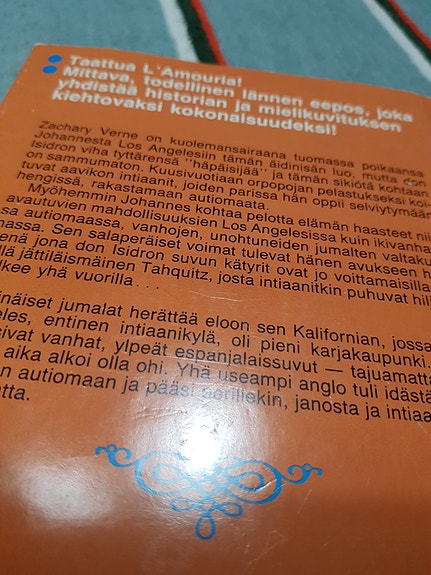 Taattua L'Amouria!
Mittava, todellinen lännen eepos, joka
yhdistää historian ja mielikuvituksen
kiehtovaksi kokonaisuudeksi!
Zachary Verne on kuolemansairaana tuomassa poikaansa
Johannesta Los Angelesiin tämän äidinisän luo, mutta don
Isidron viha tyttärensä "häpäisijää" ja tämän sikiötä kohtaan
on sammumaton. Kuusivuotiaan orpopojan pelastukseksi koi-
tuvat aavikon intiaanit, joiden parissa hän oppii selviytymään
hengissä, rakastamaan autiomaata.
Myöhemmin Johannes kohtaa pelotta elämän haasteet nii
avautuvien mahdollisuuksien Los Angelesissa kuin ikivanha
sa autiomaassa, vanhojen, unohtuneiden jumalten valtaku
massa. Sen salaperäiset voimat tulevat hänen avukseen h
enä jona don Isidron suvun kätyrit ovat jo voittamaisilla
llä jättiläismäinen Tahquitz, josta intiaanitkin puhuvat hili
lkee yhä vuorilla...
inäiset jumalat herättää eloon sen Kalifornian, jossa
eles, entinen intiaanikylä, oli pieni karjakaupunki.
sivat vanhat, ylpeät espanjalaissuvut — tajuamatta
aika alkoi olla ohi. Yhä useampi anglo tuli idästä
n autiomaan ja pääsi perillekin, janosta ja intiaa
tta.